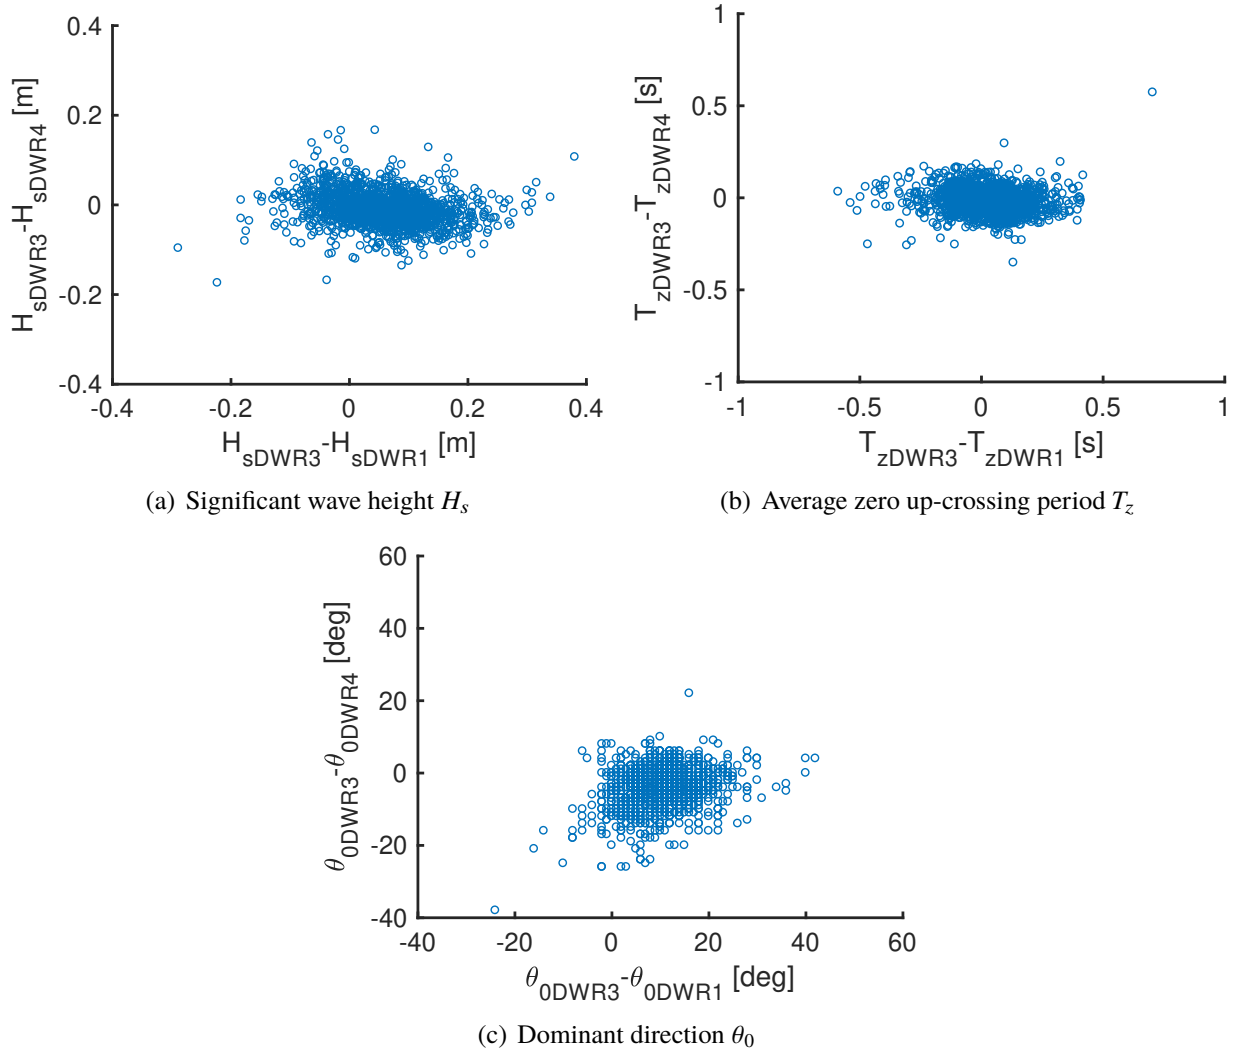 0.4
0.2
0
-0.2
-0.4
-0.4 -0.2 0 0.2 0.4
H_sDWR3-H_sDWR4 [m]
H_sDWR3-H_sDWR1 [m]
(a) Significant wave height H_s
1
0.5
0
-0.5
-1
-1 -0.5 0 0.5 1
T_zDWR3-T_zDWR4 [s]
T_zDWR3-T_zDWR1 [s]
(b) Average zero up-crossing period T_z
60
40
20
0
-20
-40
-40 -20 0 20 40 60
θ_0DWR3-θ_0DWR4 [deg]
θ_0DWR3-θ_0DWR1 [deg]
(c) Dominant direction θ_0